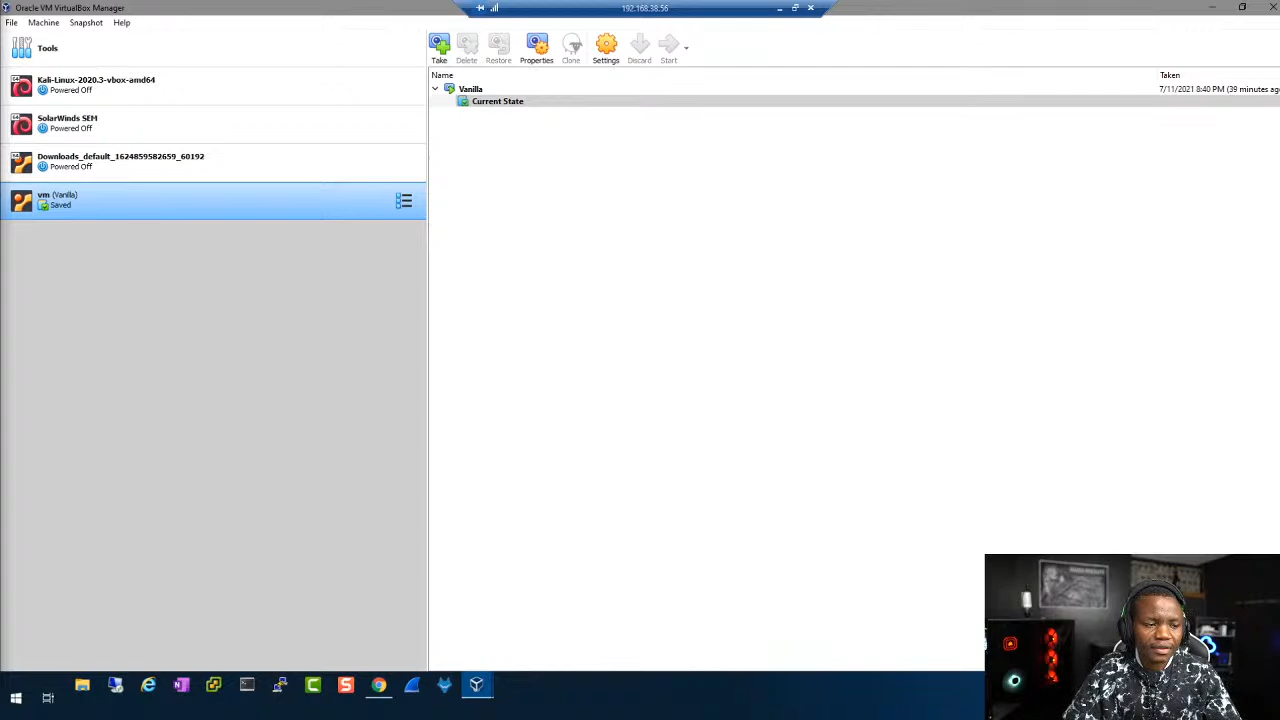 Oracle VM VirtualBox Manager
192.168.38.56
File Machine Snapshot Help
Tools
Take Delete Restore Properties Clone Settings Discard Start
Name Taken
Kali-Linux-2020.3-vbox-amd64
Powered Off
Vanilla 7/11/2021 8:40 PM (39 minutes ago
Current State
SolarWinds SEM
Powered Off
Downloads_default_1624859582659_60192
Powered Off
vm (Vanilla)
Saved